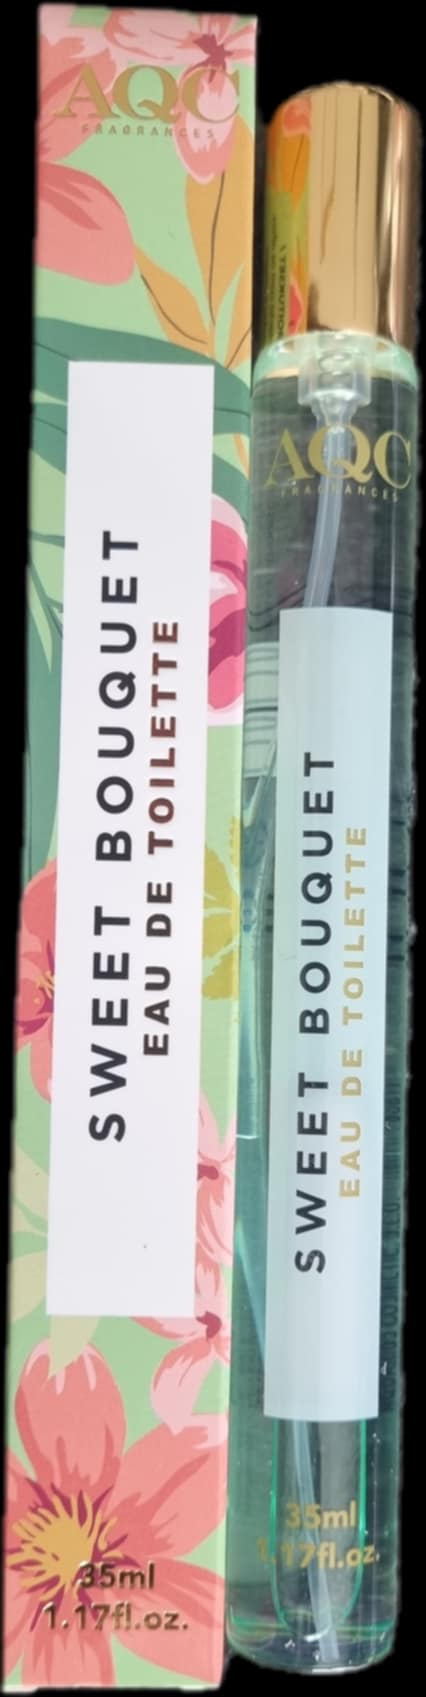 AQC
FRAGRANCES
SWEET BOUQUET
EAU DE TOILETTE
35ml
1.17fl.oz.
AQC
FRAGRANCES
SWEET BOUQUET
EAU DE TOILETTE
35ml
1.17fl.oz.